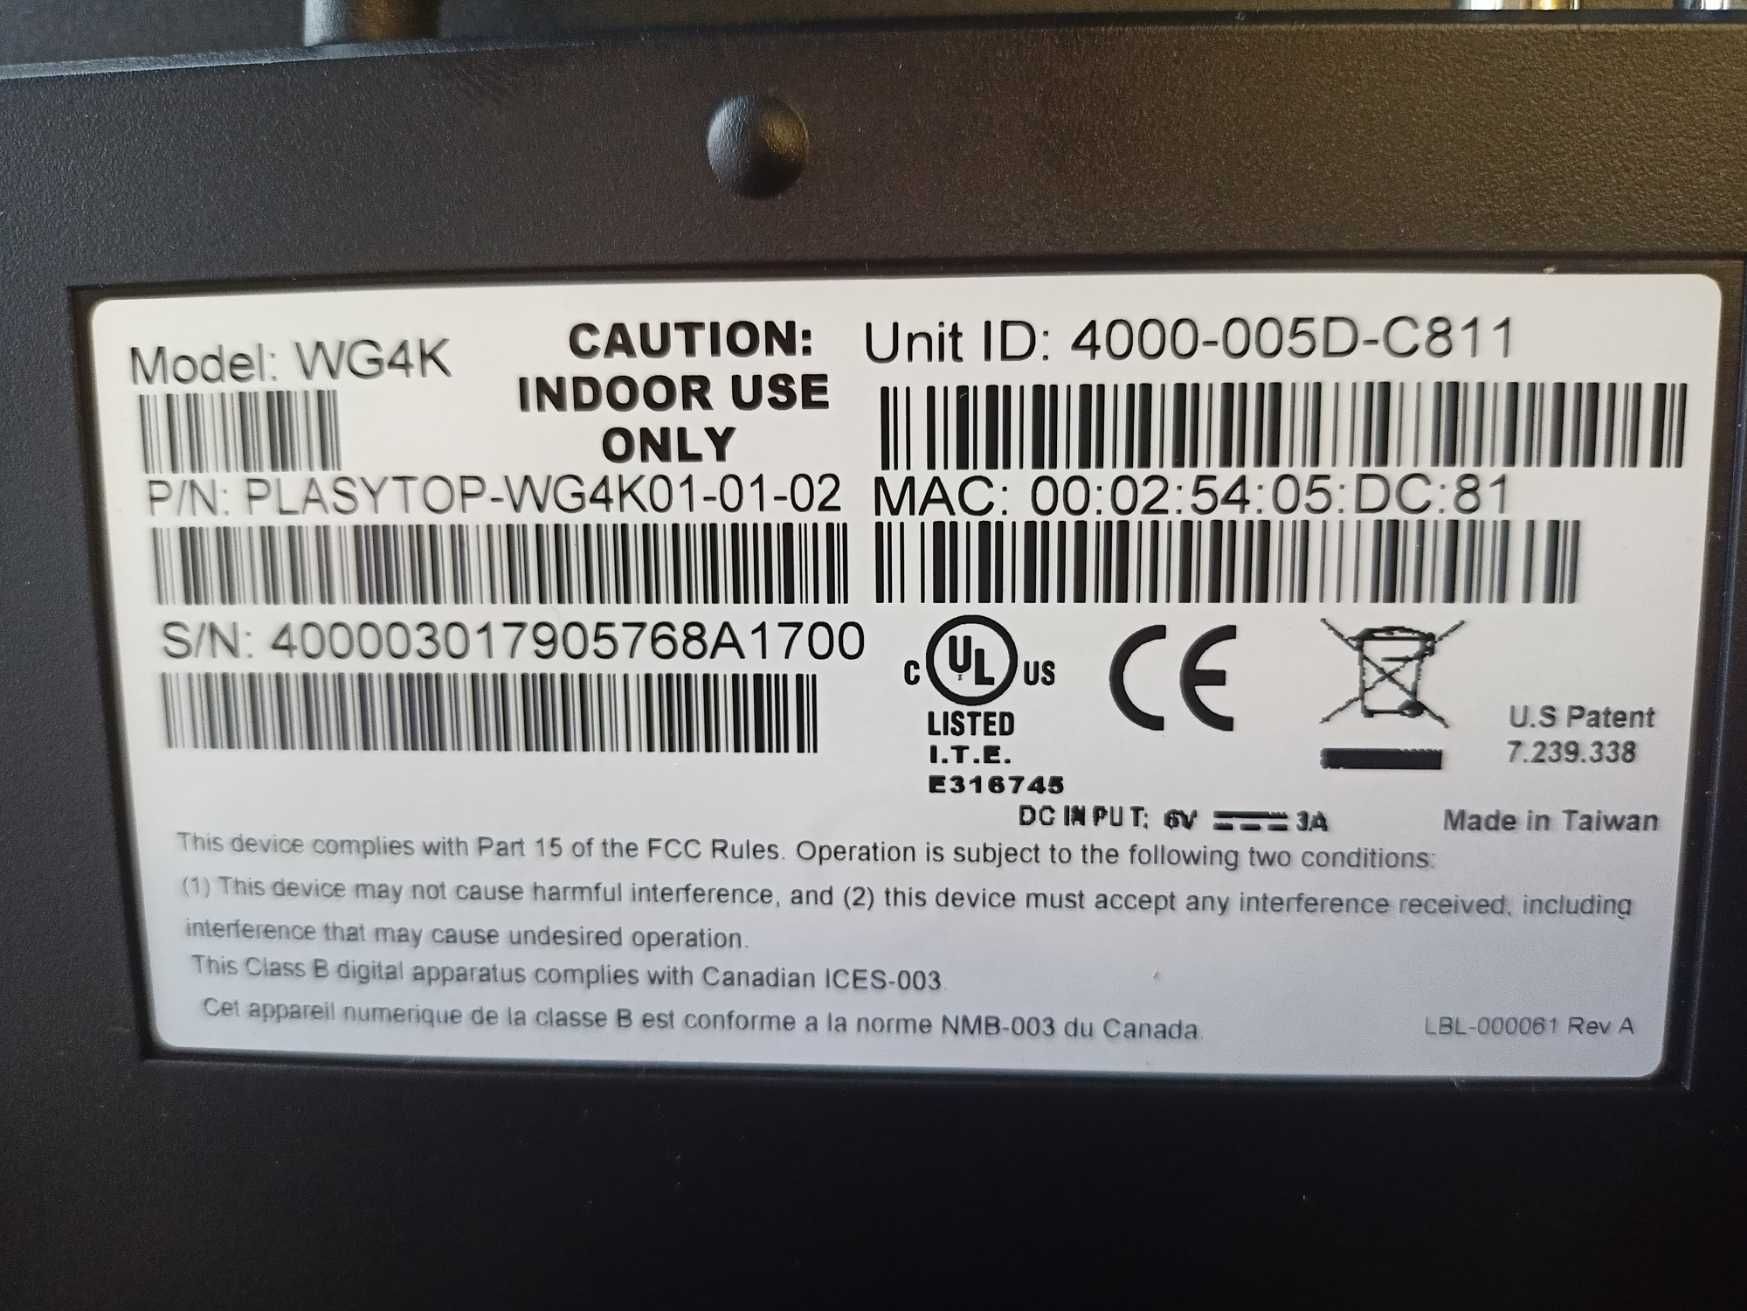 Model: WG4K
CAUTION:
INDOOR USE
ONLY
Unit ID: 4000-005D-C811
P/N: PLASYTOP-WG4K01-01-02
MAC: 00:02:54:05:DC:81
S/N: 400003017905768A1700
C UL US
LISTED
I.T.E.
E316745
CE
U.S Patent
7.239.338
DC INPUT: 6V 3A
Made in Taiwan
This device complies with Part 15 of the FCC Rules. Operation is subject to the following two conditions:
(1) This device may not cause harmful interference, and (2) this device must accept any interference received, including
interference that may cause undesired operation.
This Class B digital apparatus complies with Canadian ICES-003.
Cet appareil numerique de la classe B est conforme a la norme NMB-003 du Canada.
LBL-000061 Rev A